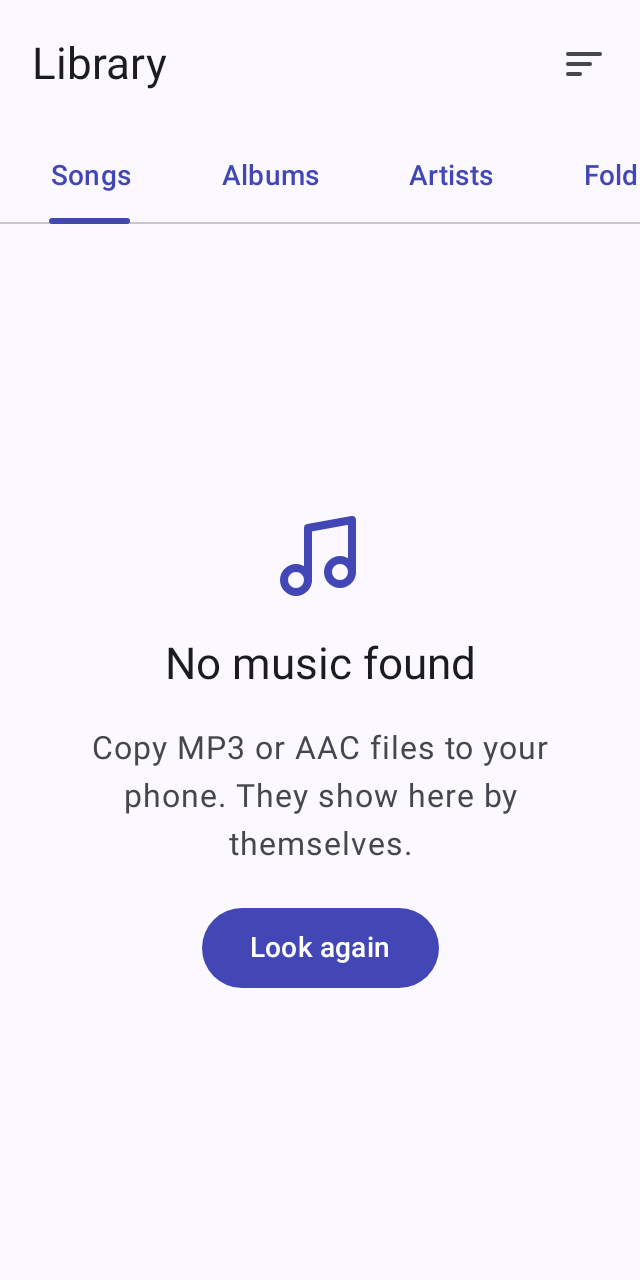 Library
Songs Albums Artists Fold
No music found
Copy MP3 or AAC files to your
phone. They show here by
themselves.
Look again